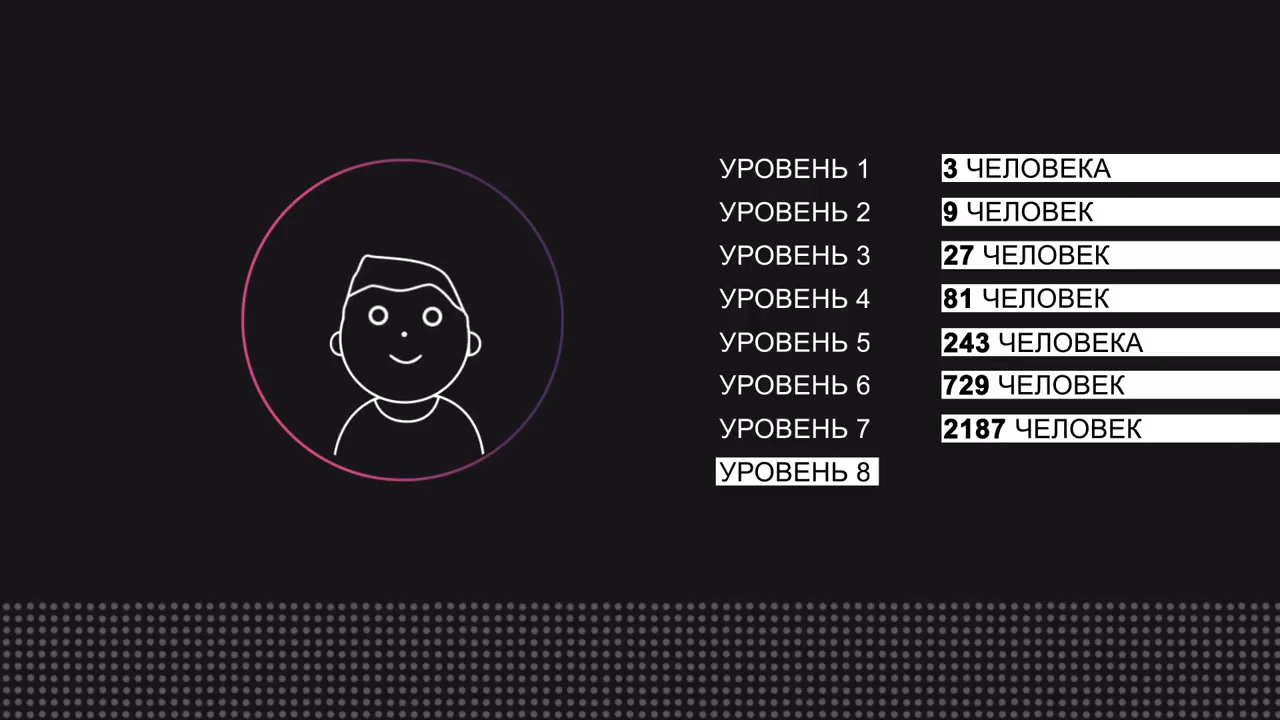 УРОВЕНЬ 1 3 ЧЕЛОВЕКА
УРОВЕНЬ 2 9 ЧЕЛОВЕК
УРОВЕНЬ 3 27 ЧЕЛОВЕК
УРОВЕНЬ 4 81 ЧЕЛОВЕК
УРОВЕНЬ 5 243 ЧЕЛОВЕКА
УРОВЕНЬ 6 729 ЧЕЛОВЕК
УРОВЕНЬ 7 2187 ЧЕЛОВЕК
УРОВЕНЬ 8